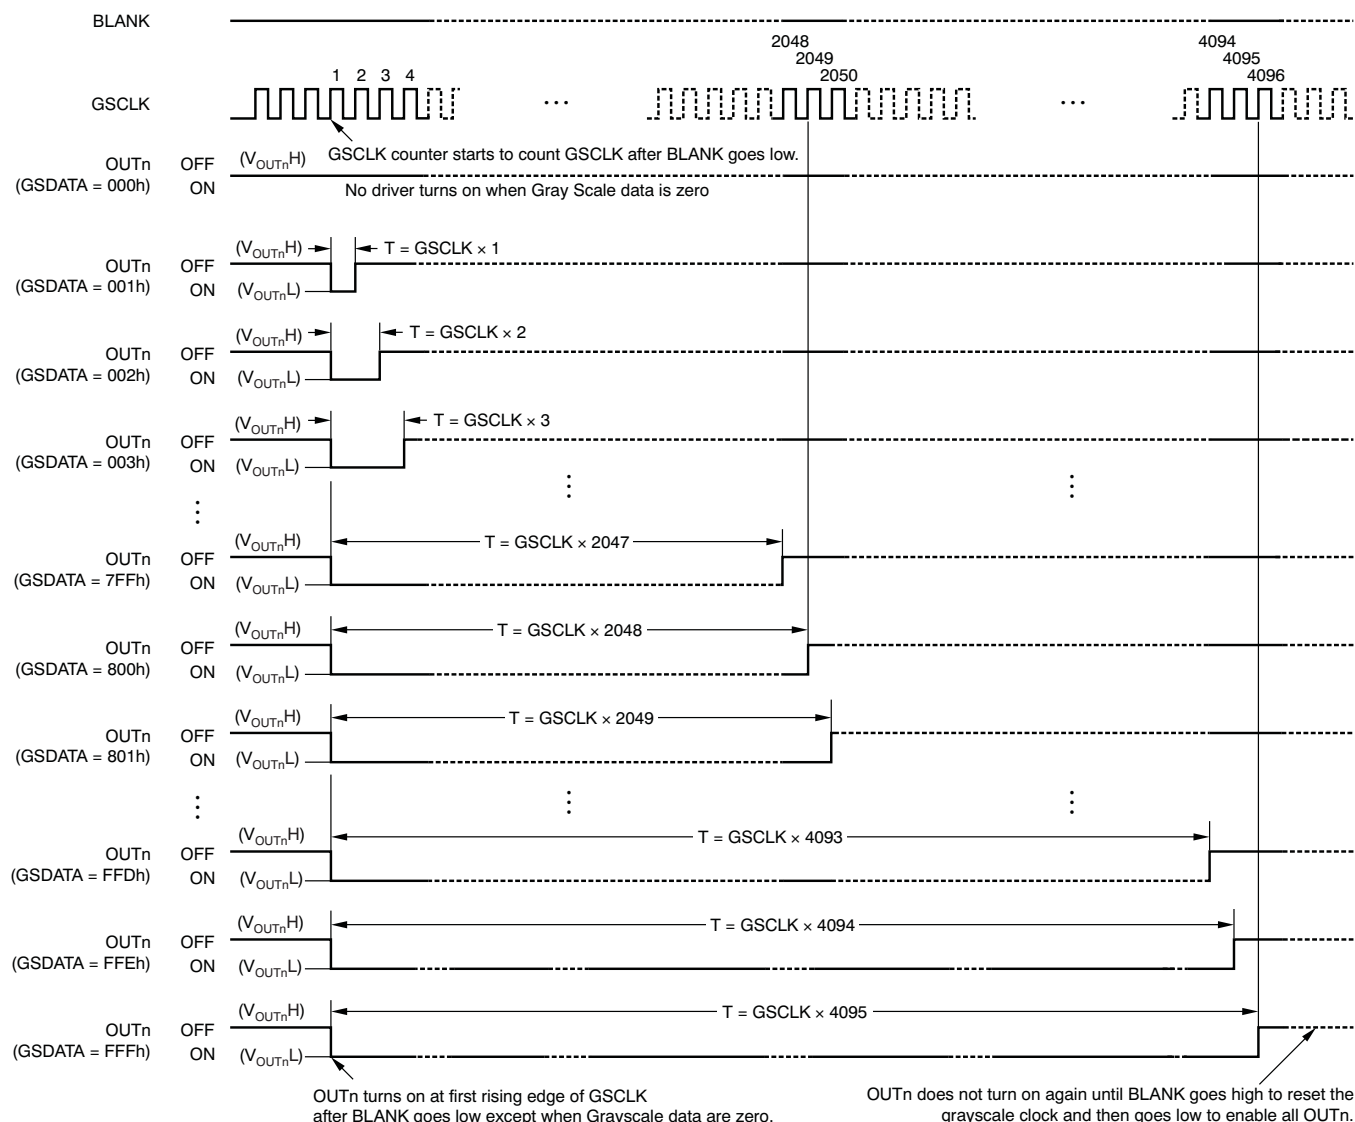 BLANK
2048
4094
2049
4095
1 2 3 4
2050
4096
GSCLK
... ...
GSCLK counter starts to count GSCLK after BLANK goes low.
OUTn OFF (VOUTnH)
(GSDATA = 000h) ON No driver turns on when Gray Scale data is zero
(VOUTnH) T = GSCLK × 1
OUTn OFF
(GSDATA = 001h) ON (VOUTnL)
(VOUTnH) T = GSCLK × 2
OUTn OFF
(GSDATA = 002h) ON (VOUTnL)
(VOUTnH) T = GSCLK × 3
OUTn OFF
(GSDATA = 003h) ON (VOUTnL)
(VOUTnH) T = GSCLK × 2047
OUTn OFF
(GSDATA = 7FFh) ON (VOUTnL)
(VOUTnH) T = GSCLK × 2048
OUTn OFF
(GSDATA = 800h) ON (VOUTnL)
(VOUTnH) T = GSCLK × 2049
OUTn OFF
(GSDATA = 801h) ON (VOUTnL)
(VOUTnH) T = GSCLK × 4093
OUTn OFF
(GSDATA = FFDh) ON (VOUTnL)
(VOUTnH) T = GSCLK × 4094
OUTn OFF
(GSDATA = FFEh) ON (VOUTnL)
(VOUTnH) T = GSCLK × 4095
OUTn OFF
(GSDATA = FFFh) ON (VOUTnL)
OUTn turns on at first rising edge of GSCLK
after BLANK goes low except when Grayscale data are zero.
OUTn does not turn on again until BLANK goes high to reset the
grayscale clock and then goes low to enable all OUTn.